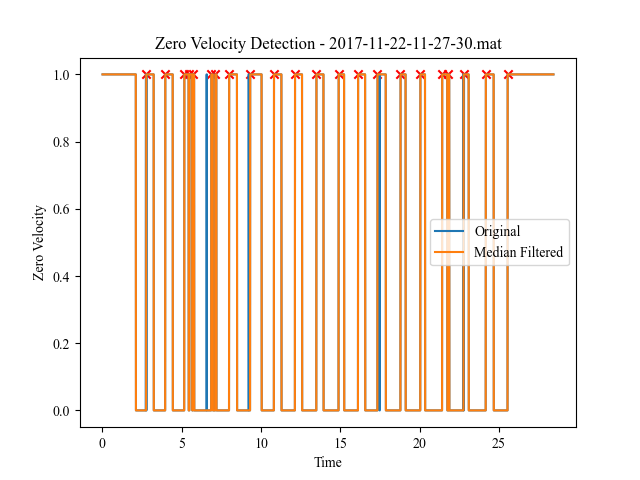 Zero Velocity Detection - 2017-11-22-11-27-30.mat
1.0
0.8
0.6
0.4
0.2
0.0
Zero Velocity
Original
Median Filtered
0 5 10 15 20 25
Time